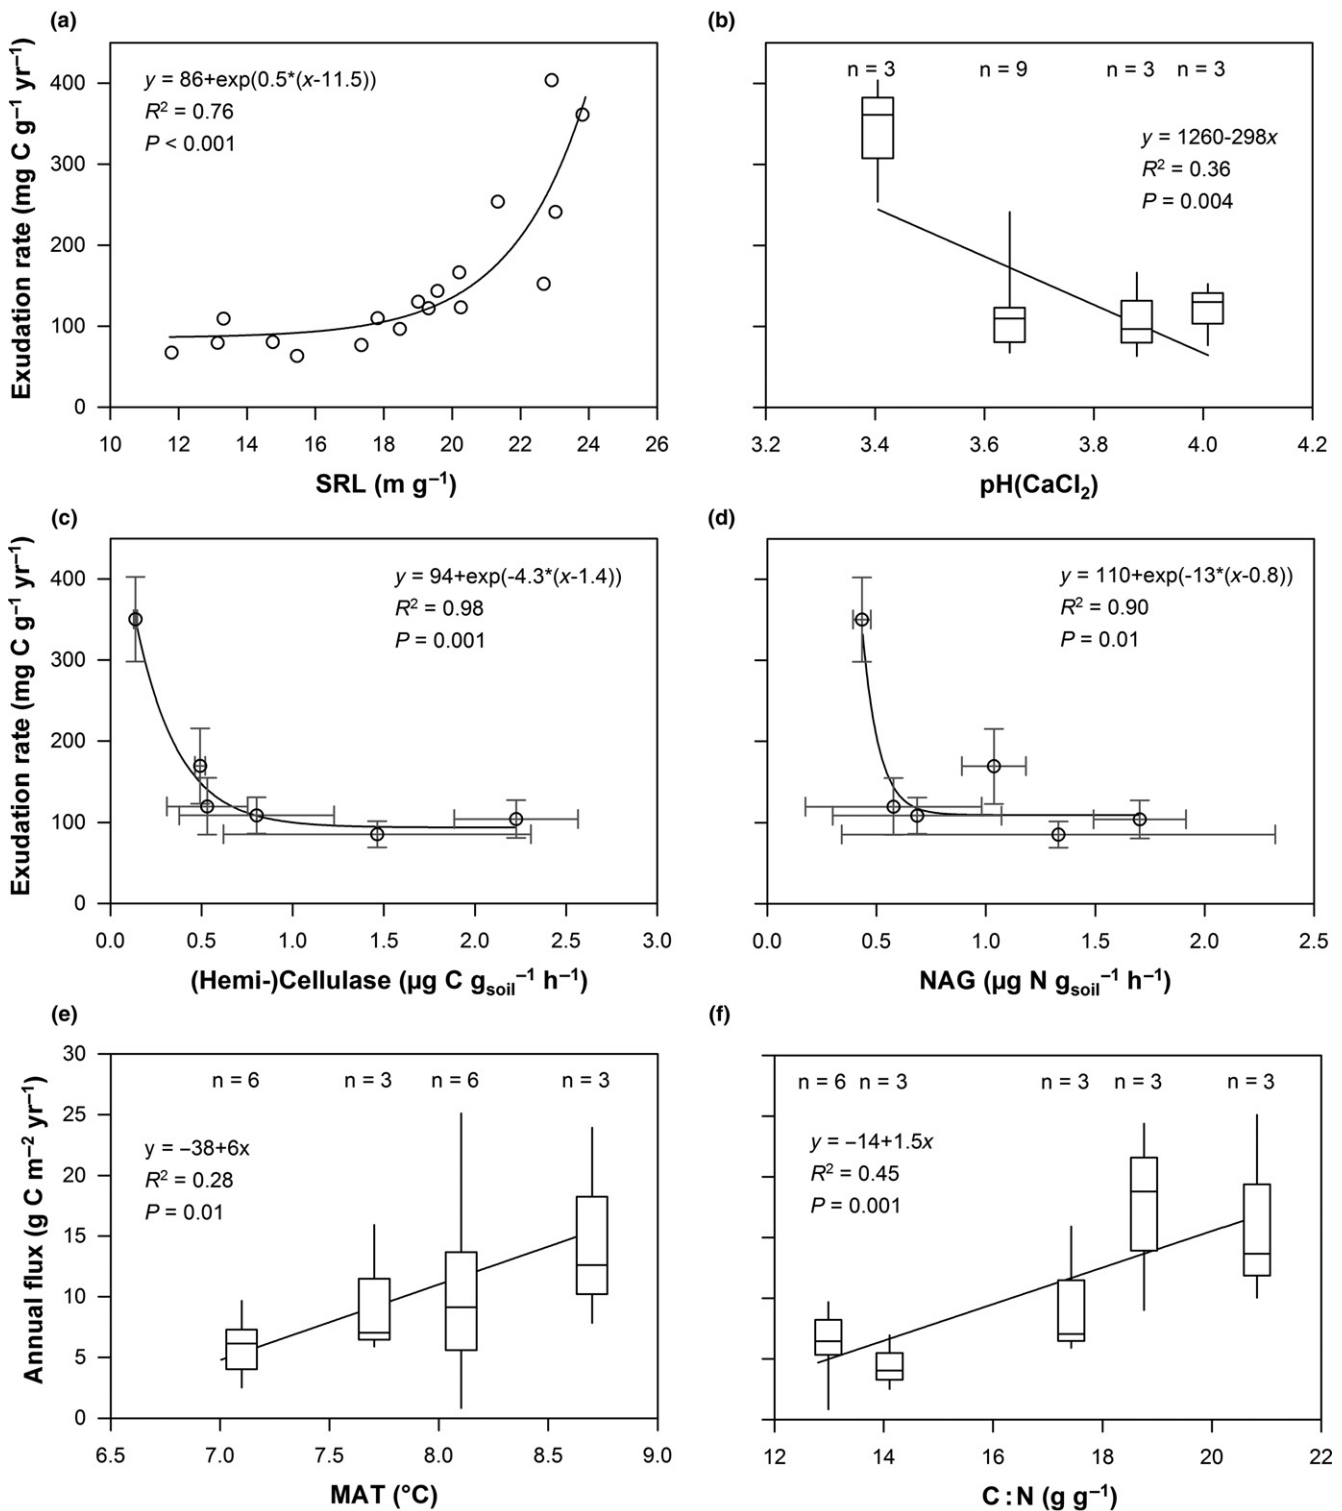 (a)
y = 86+exp(0.5*(x-11.5))
R² = 0.76
P < 0.001
400
300
200
100
0
10 12 14 16 18 20 22 24 26
SRL (m g⁻¹)
Exudation rate (mg C g⁻¹ yr⁻¹)
(b)
n = 3 n = 9 n = 3 n = 3
y = 1260-298x
R² = 0.36
P = 0.004
3.2 3.4 3.6 3.8 4.0 4.2
pH(CaCl₂)
(c)
y = 94+exp(-4.3*(x-1.4))
R² = 0.98
P = 0.001
400
300
200
100
0
0.0 0.5 1.0 1.5 2.0 2.5 3.0
(Hemi-)Cellulase (µg C gsoil⁻¹ h⁻¹)
Exudation rate (mg C g⁻¹ yr⁻¹)
(d)
y = 110+exp(-13*(x-0.8))
R² = 0.90
P = 0.01
0.0 0.5 1.0 1.5 2.0 2.5
NAG (µg N gsoil⁻¹ h⁻¹)
(e)
30
25
20
15
10
5
0
n = 6 n = 3 n = 6 n = 3
y = –38+6x
R² = 0.28
P = 0.01
6.5 7.0 7.5 8.0 8.5 9.0
MAT (°C)
Annual flux (g C m⁻² yr⁻¹)
(f)
n = 6 n = 3 n = 3 n = 3 n = 3
y = –14+1.5x
R² = 0.45
P = 0.001
12 14 16 18 20 22
C:N (g g⁻¹)